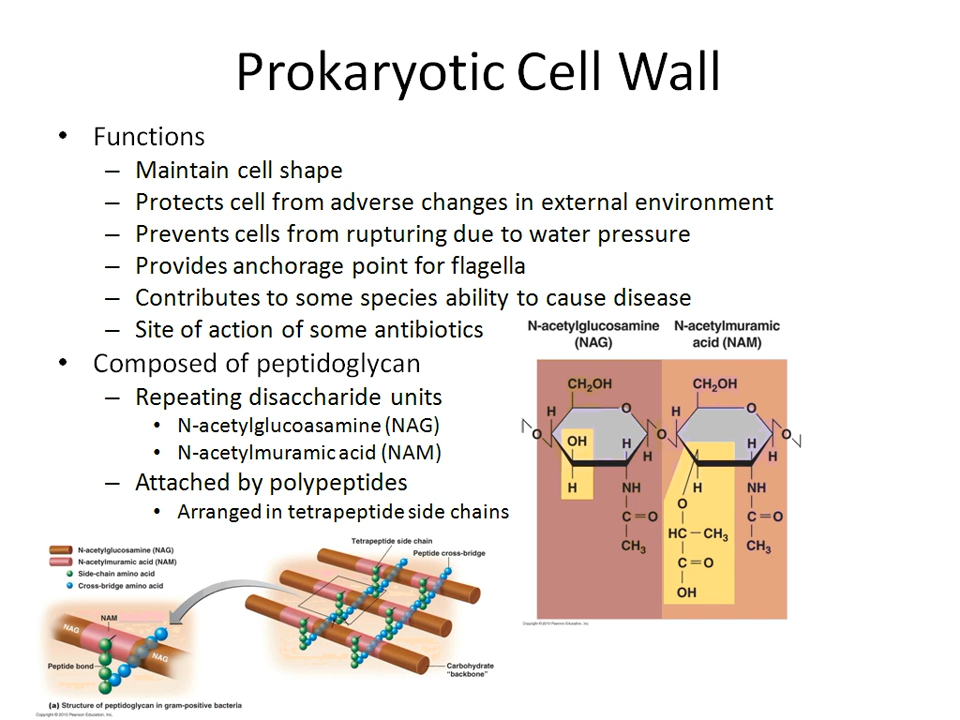 Prokaryotic Cell Wall
• Functions
– Maintain cell shape
– Protects cell from adverse changes in external environment
– Prevents cells from rupturing due to water pressure
– Provides anchorage point for flagella
– Contributes to some species ability to cause disease
– Site of action of some antibiotics
• Composed of peptidoglycan
– Repeating disaccharide units
• N-acetylglucoasamine (NAG)
• N-acetylmuramic acid (NAM)
– Attached by polypeptides
• Arranged in tetrapeptide side chains
N-acetylglucosamine (NAG)
N-acetylmuramic acid (NAM)
CH₂OH
O
H
O
OH
H
H
H
NH
C=O
CH₃
O
CH₂OH
O
H
H
H
O
H
NH
C=O
CH₃
O
HC–CH₃
C=O
OH
Copyright © 2010 Pearson Education, Inc.
N-acetylglucosamine (NAG)
N-acetylmuramic acid (NAM)
Side-chain amino acid
Cross-bridge amino acid
NAM
NAG
NAG
Peptide bond
Tetrapeptide side chain
Peptide cross-bridge
Carbohydrate
"backbone"
(a) Structure of peptidoglycan in gram-positive bacteria
Copyright © 2010 Pearson Education, Inc.